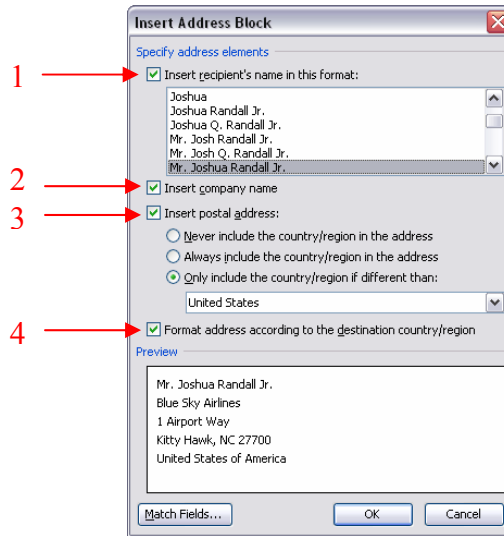 Insert Address Block
Specify address elements
1 Insert recipient's name in this format:
Joshua
Joshua Randall Jr.
Joshua Q. Randall Jr.
Mr. Josh Randall Jr.
Mr. Josh Q. Randall Jr.
Mr. Joshua Randall Jr.
2 Insert company name
3 Insert postal address:
Never include the country/region in the address
Always include the country/region in the address
Only include the country/region if different than:
United States
4 Format address according to the destination country/region
Preview
Mr. Joshua Randall Jr.
Blue Sky Airlines
1 Airport Way
Kitty Hawk, NC 27700
United States of America
Match Fields... OK Cancel